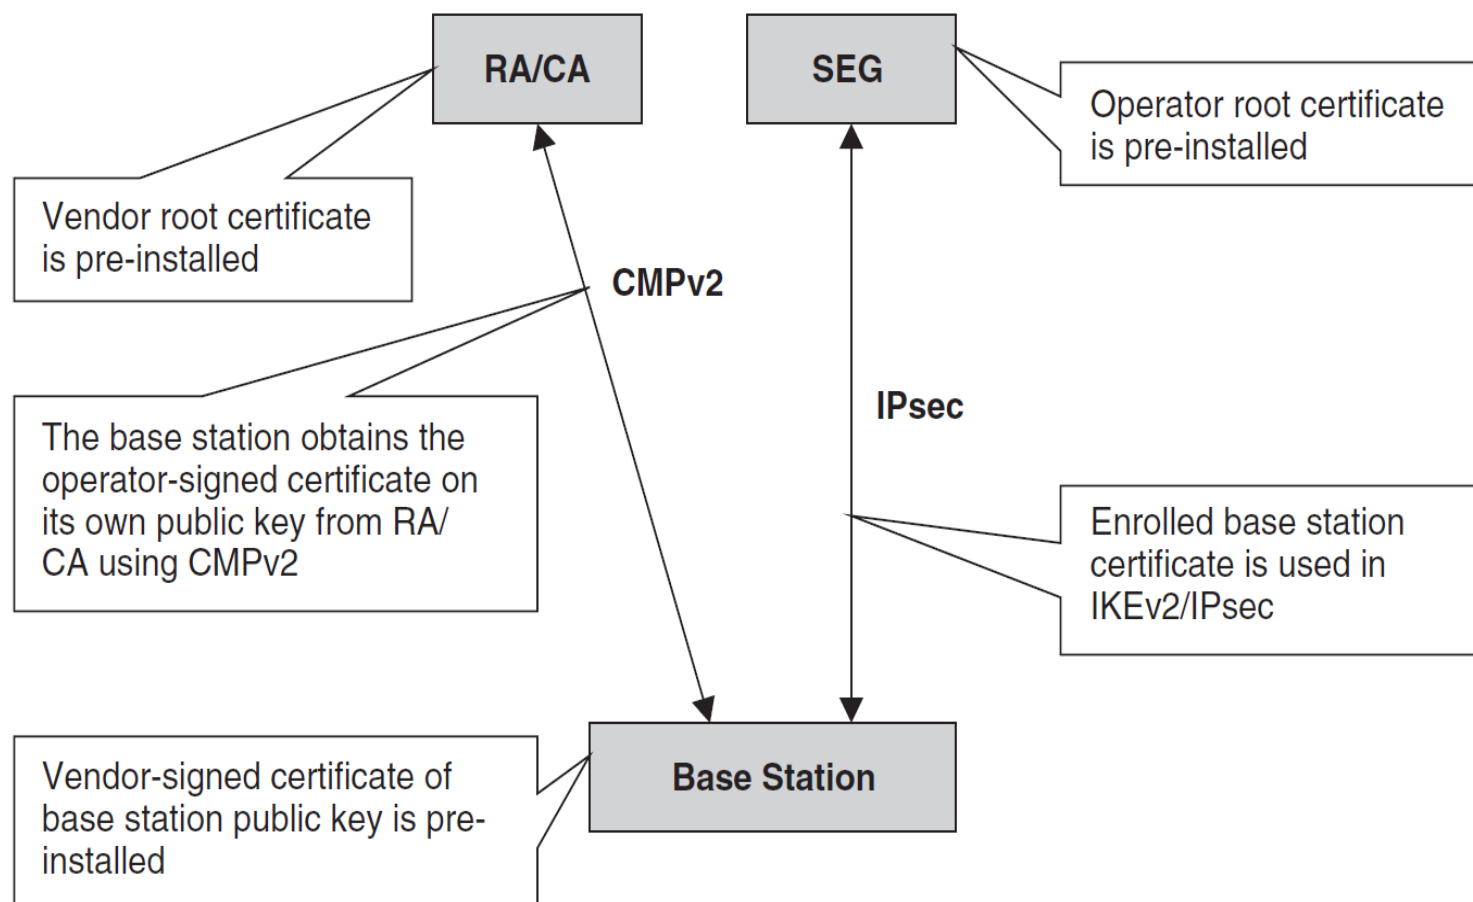 RA/CA
SEG
Operator root certificate
is pre-installed
Vendor root certificate
is pre-installed
CMPv2
IPsec
The base station obtains the
operator-signed certificate on
its own public key from RA/
CA using CMPv2
Enrolled base station
certificate is used in
IKEv2/IPsec
Base Station
Vendor-signed certificate of
base station public key is pre-
installed